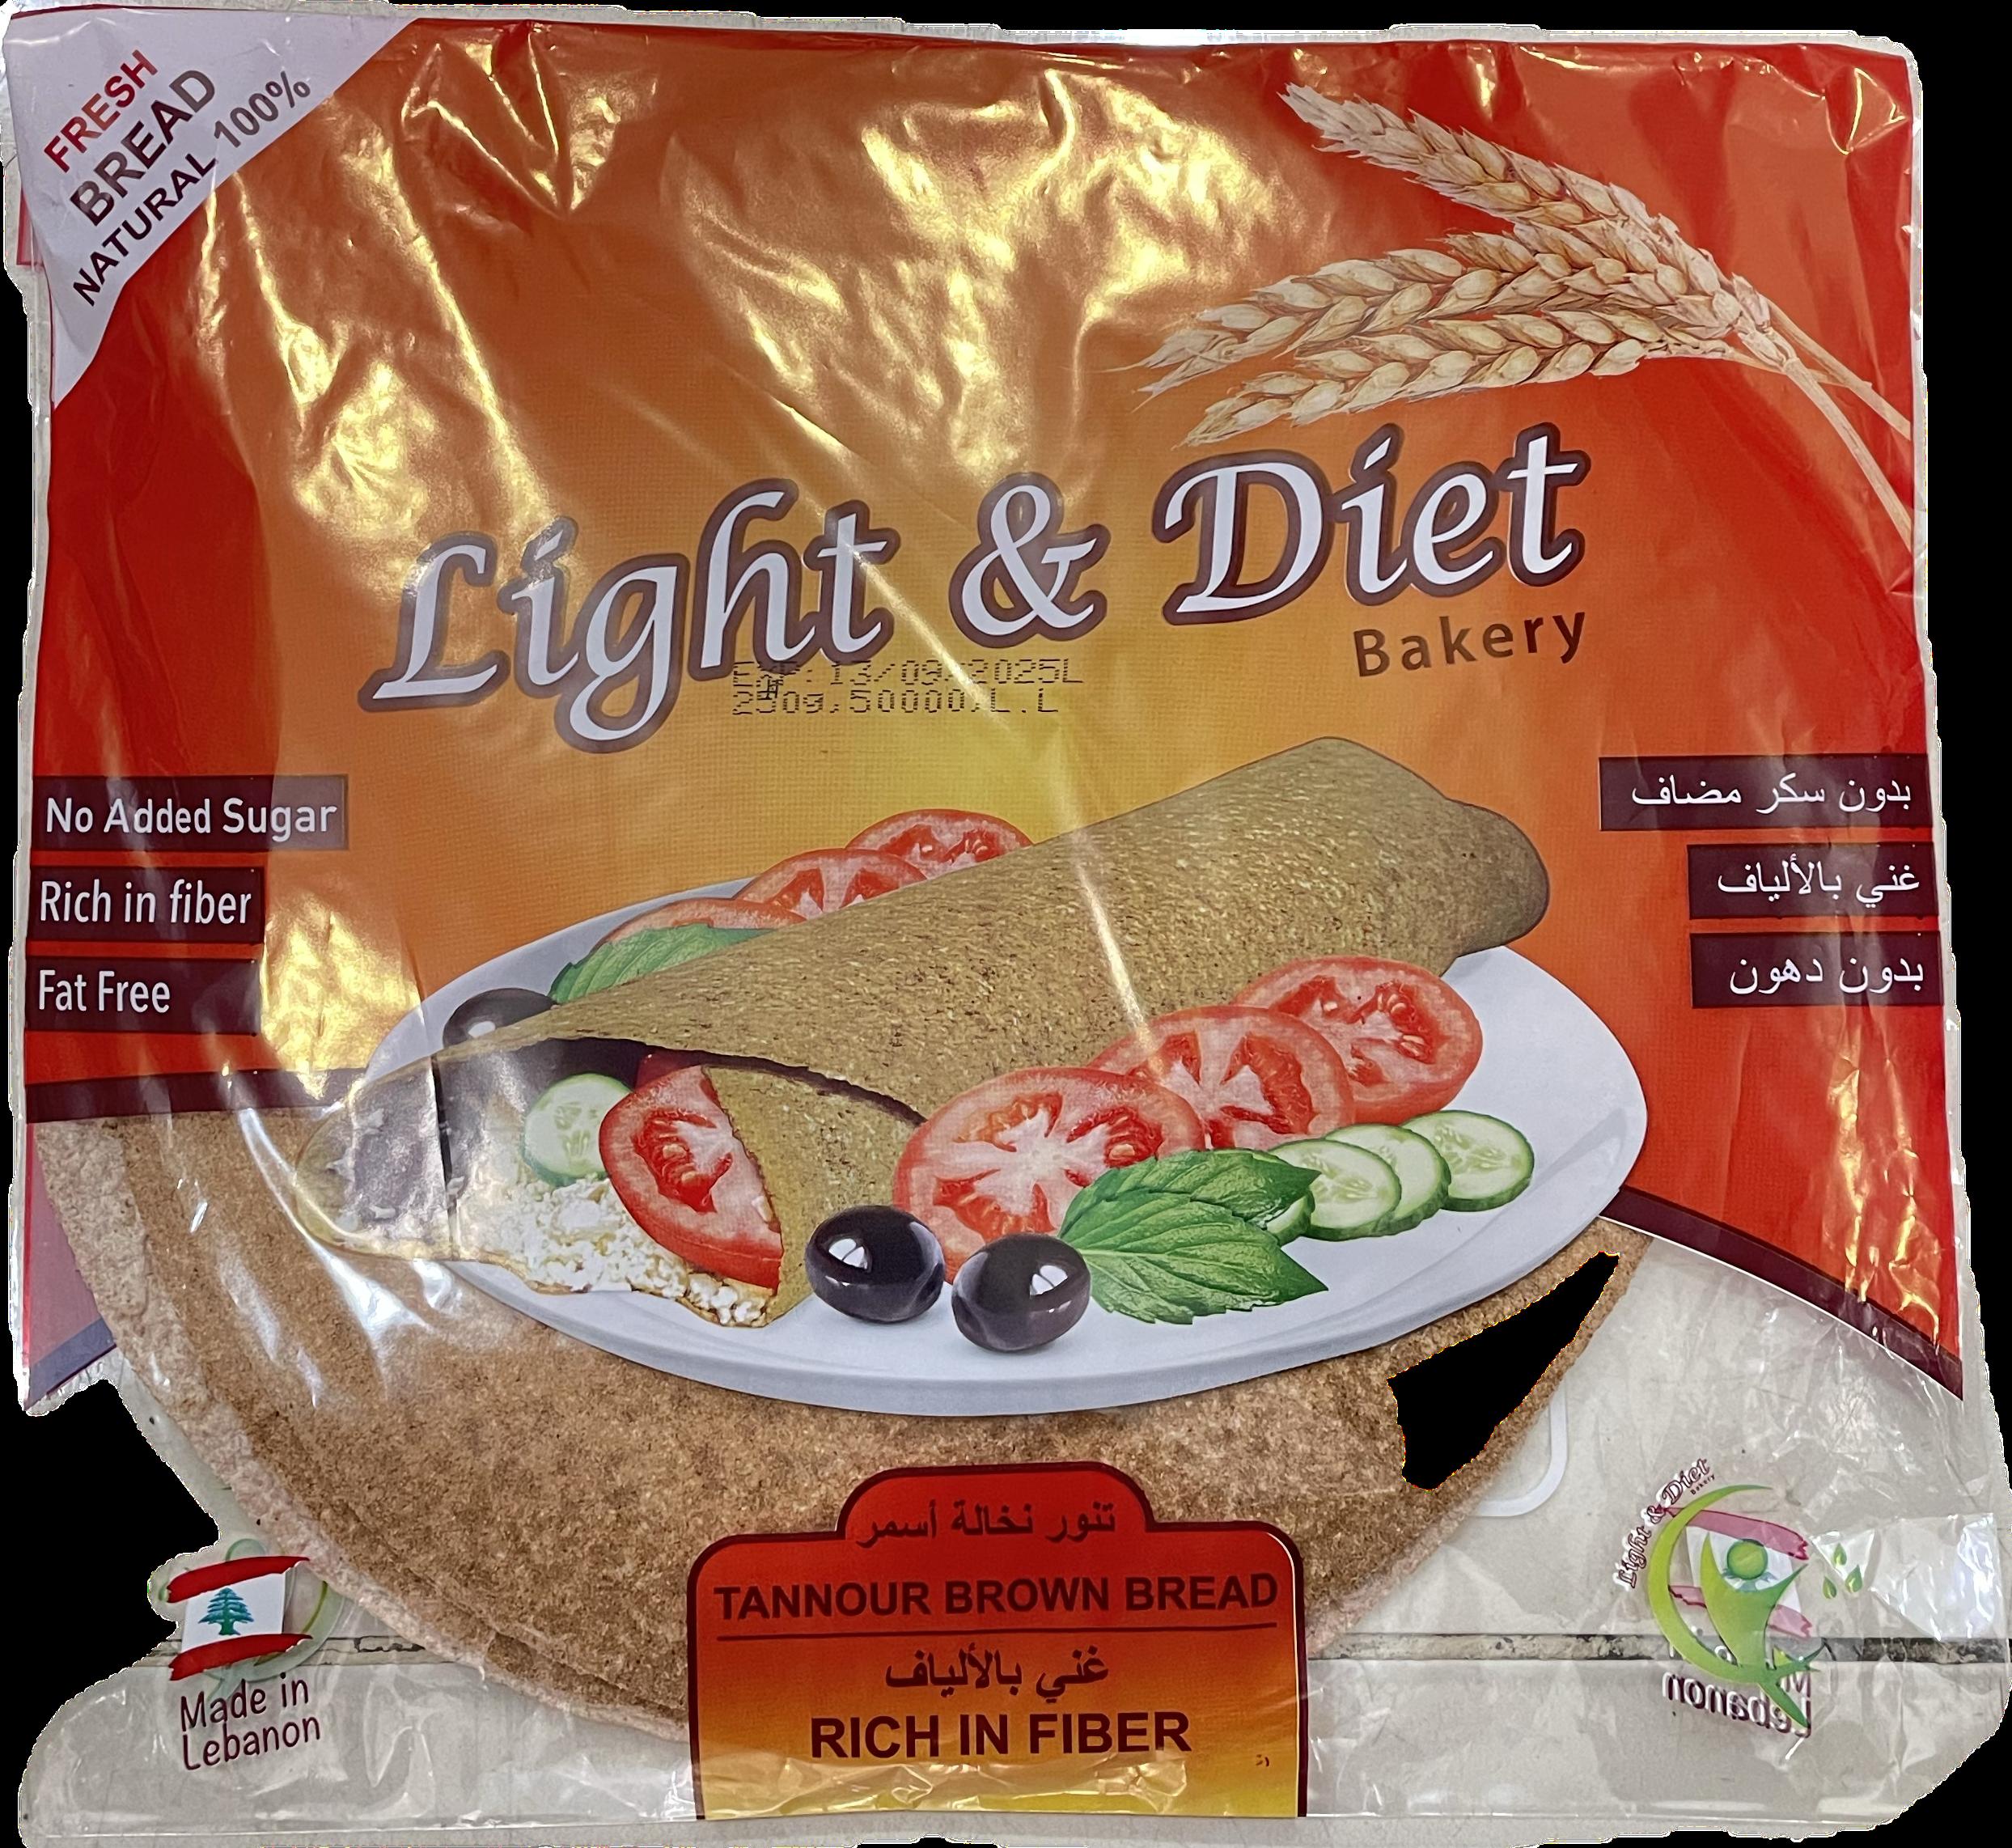 FRESH
BREAD
NATURAL 100%
Light & Diet
Bakery
EXP: 13/09/2025L
250g,50000,L.L
No Added Sugar
Rich in fiber
Fat Free
بدون سكر مضاف
غني بالألياف
بدون دهون
تنور نخالة أسمر
TANNOUR BROWN BREAD
غني بالألياف
RICH IN FIBER
Made in
Lebanon
Light & Diet
Bakery
Lebanon